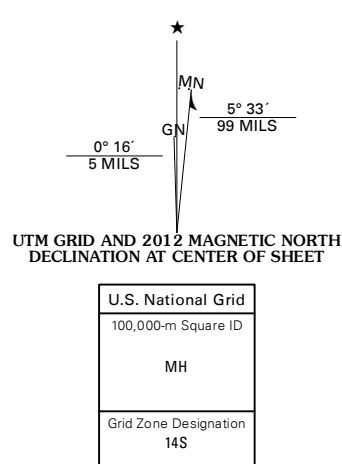 ★
MN
GN
5° 33′
99 MILS
0° 16′
5 MILS
UTM GRID AND 2012 MAGNETIC NORTH
DECLINATION AT CENTER OF SHEET
U.S. National Grid
100,000-m Square ID
MH
Grid Zone Designation
14S